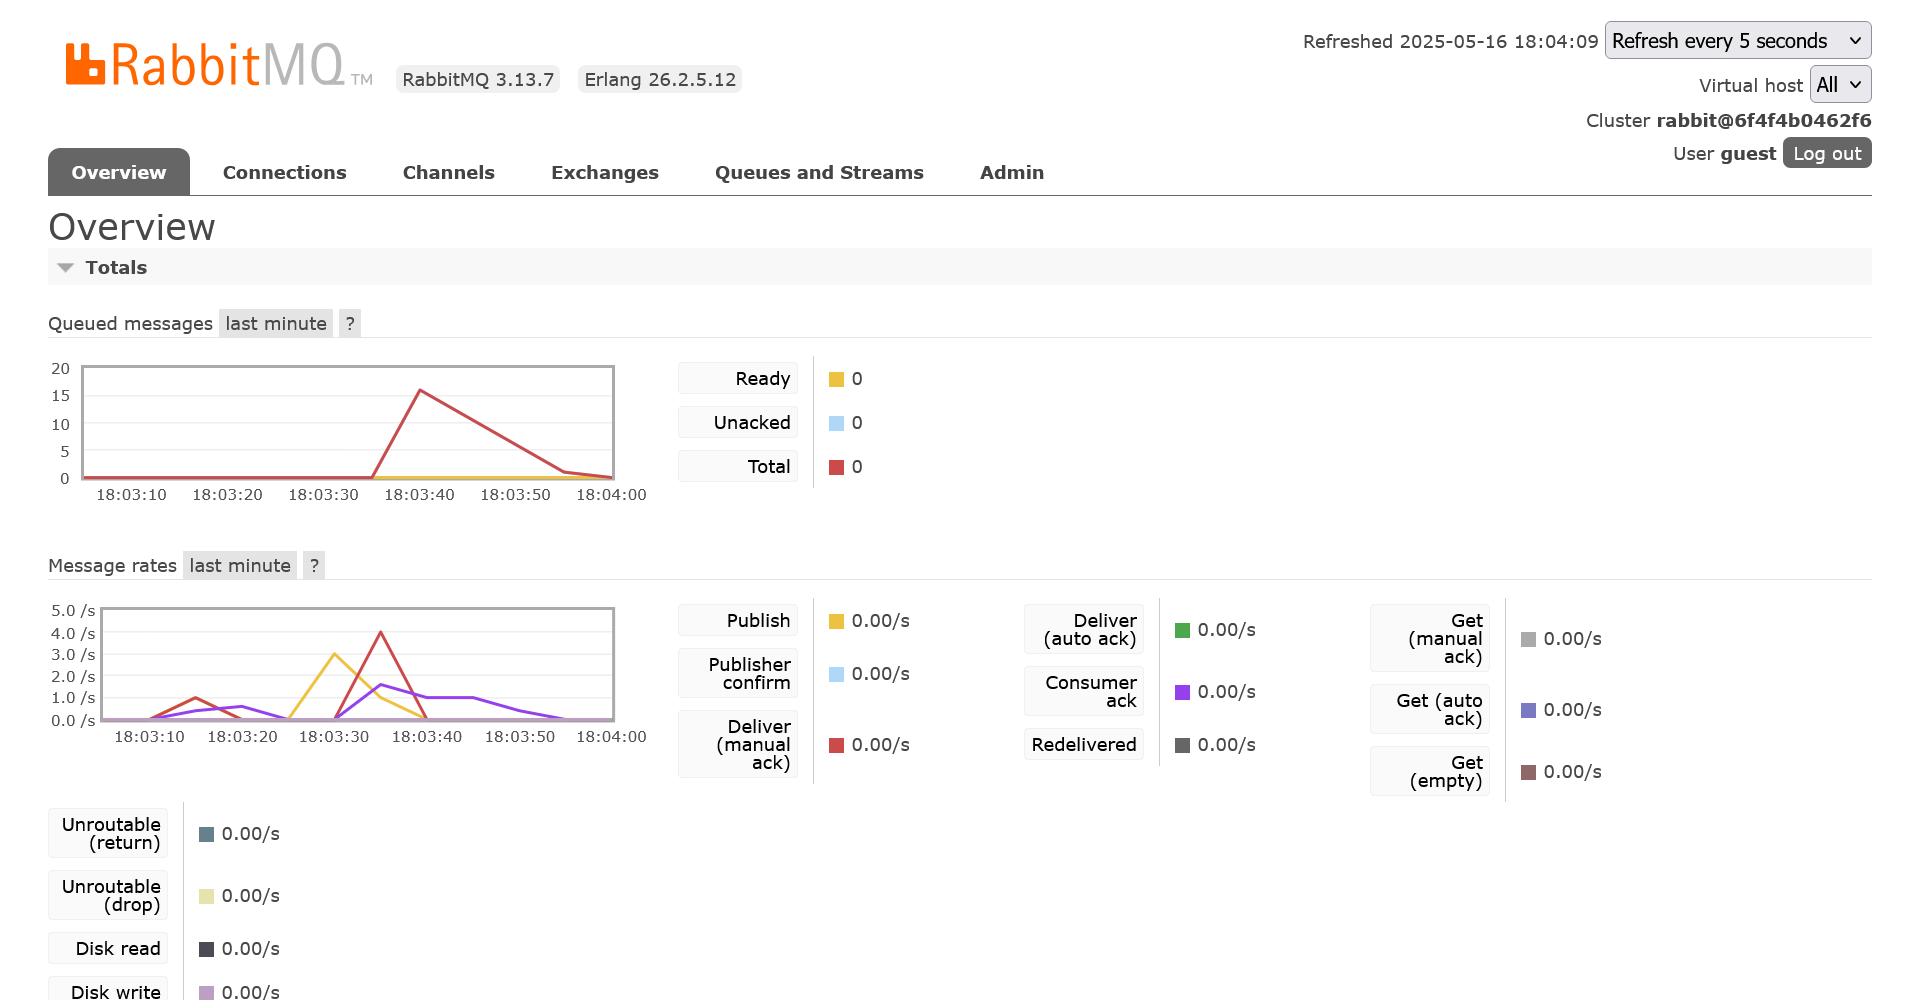 RabbitMQ TM
RabbitMQ 3.13.7
Erlang 26.2.5.12
Refreshed 2025-05-16 18:04:09
Refresh every 5 seconds
Virtual host
All
Cluster rabbit@6f4f4b0462f6
User guest
Log out
Overview
Connections
Channels
Exchanges
Queues and Streams
Admin
Overview
Totals
Queued messages last minute ?
20
15
10
5
0
18:03:10 18:03:20 18:03:30 18:03:40 18:03:50 18:04:00
Ready 0
Unacked 0
Total 0
Message rates last minute ?
5.0 /s
4.0 /s
3.0 /s
2.0 /s
1.0 /s
0.0 /s
18:03:10 18:03:20 18:03:30 18:03:40 18:03:50 18:04:00
Publish 0.00/s
Publisher
confirm 0.00/s
Deliver
(manual
ack) 0.00/s
Deliver
(auto ack) 0.00/s
Consumer
ack 0.00/s
Redelivered 0.00/s
Get
(manual
ack) 0.00/s
Get (auto
ack) 0.00/s
Get
(empty) 0.00/s
Unroutable
(return) 0.00/s
Unroutable
(drop) 0.00/s
Disk read 0.00/s
Disk write 0.00/s